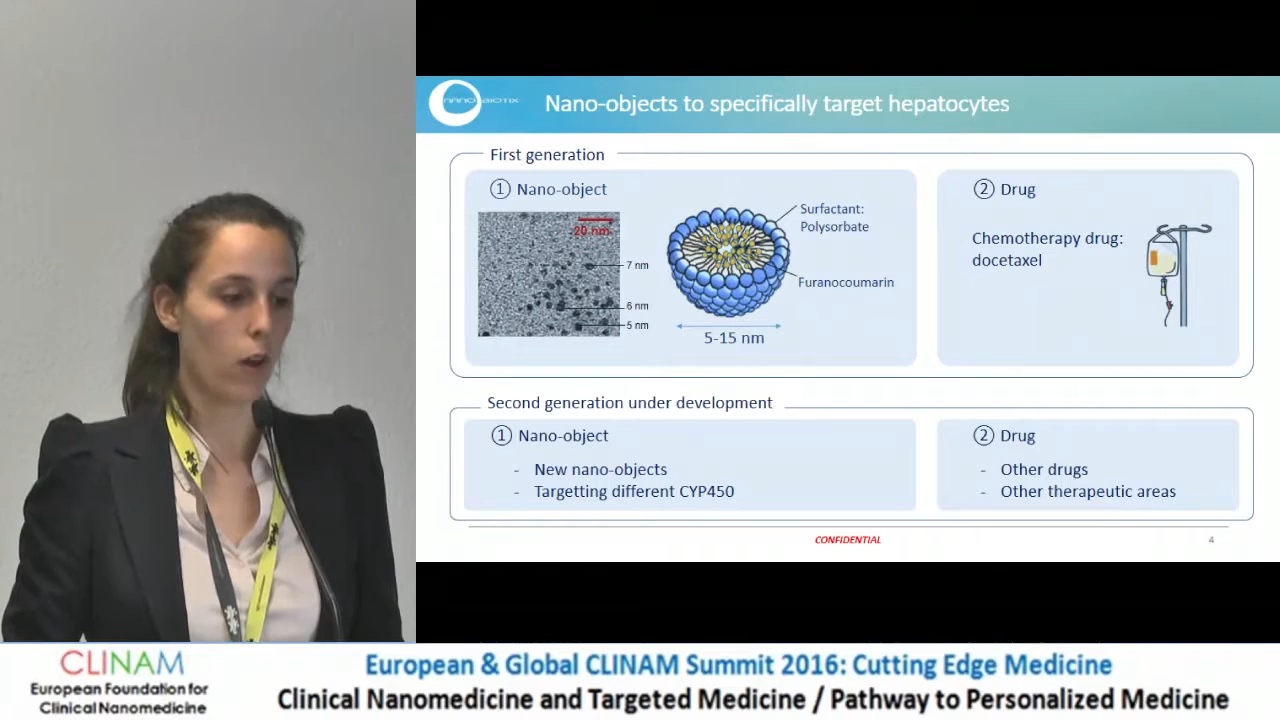 NANOBIOTIX
Nano-objects to specifically target hepatocytes
First generation
① Nano-object
20 nm
7 nm
6 nm
5 nm
Surfactant:
Polysorbate
Furanocoumarin
5-15 nm
② Drug
Chemotherapy drug:
docetaxel
Second generation under development
① Nano-object
- New nano-objects
- Targetting different CYP450
② Drug
- Other drugs
- Other therapeutic areas
CONFIDENTIAL
4
CLINAM
European Foundation for
Clinical Nanomedicine
European & Global CLINAM Summit 2016: Cutting Edge Medicine
Clinical Nanomedicine and Targeted Medicine / Pathway to Personalized Medicine